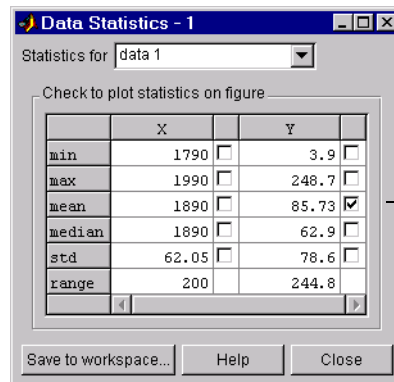 Data Statistics - 1
Statistics for data 1
Check to plot statistics on figure
X Y
min 1790 3.9
max 1990 248.7
mean 1890 85.73
median 1890 62.9
std 62.05 78.6
range 200 244.8
Save to workspace... Help Close